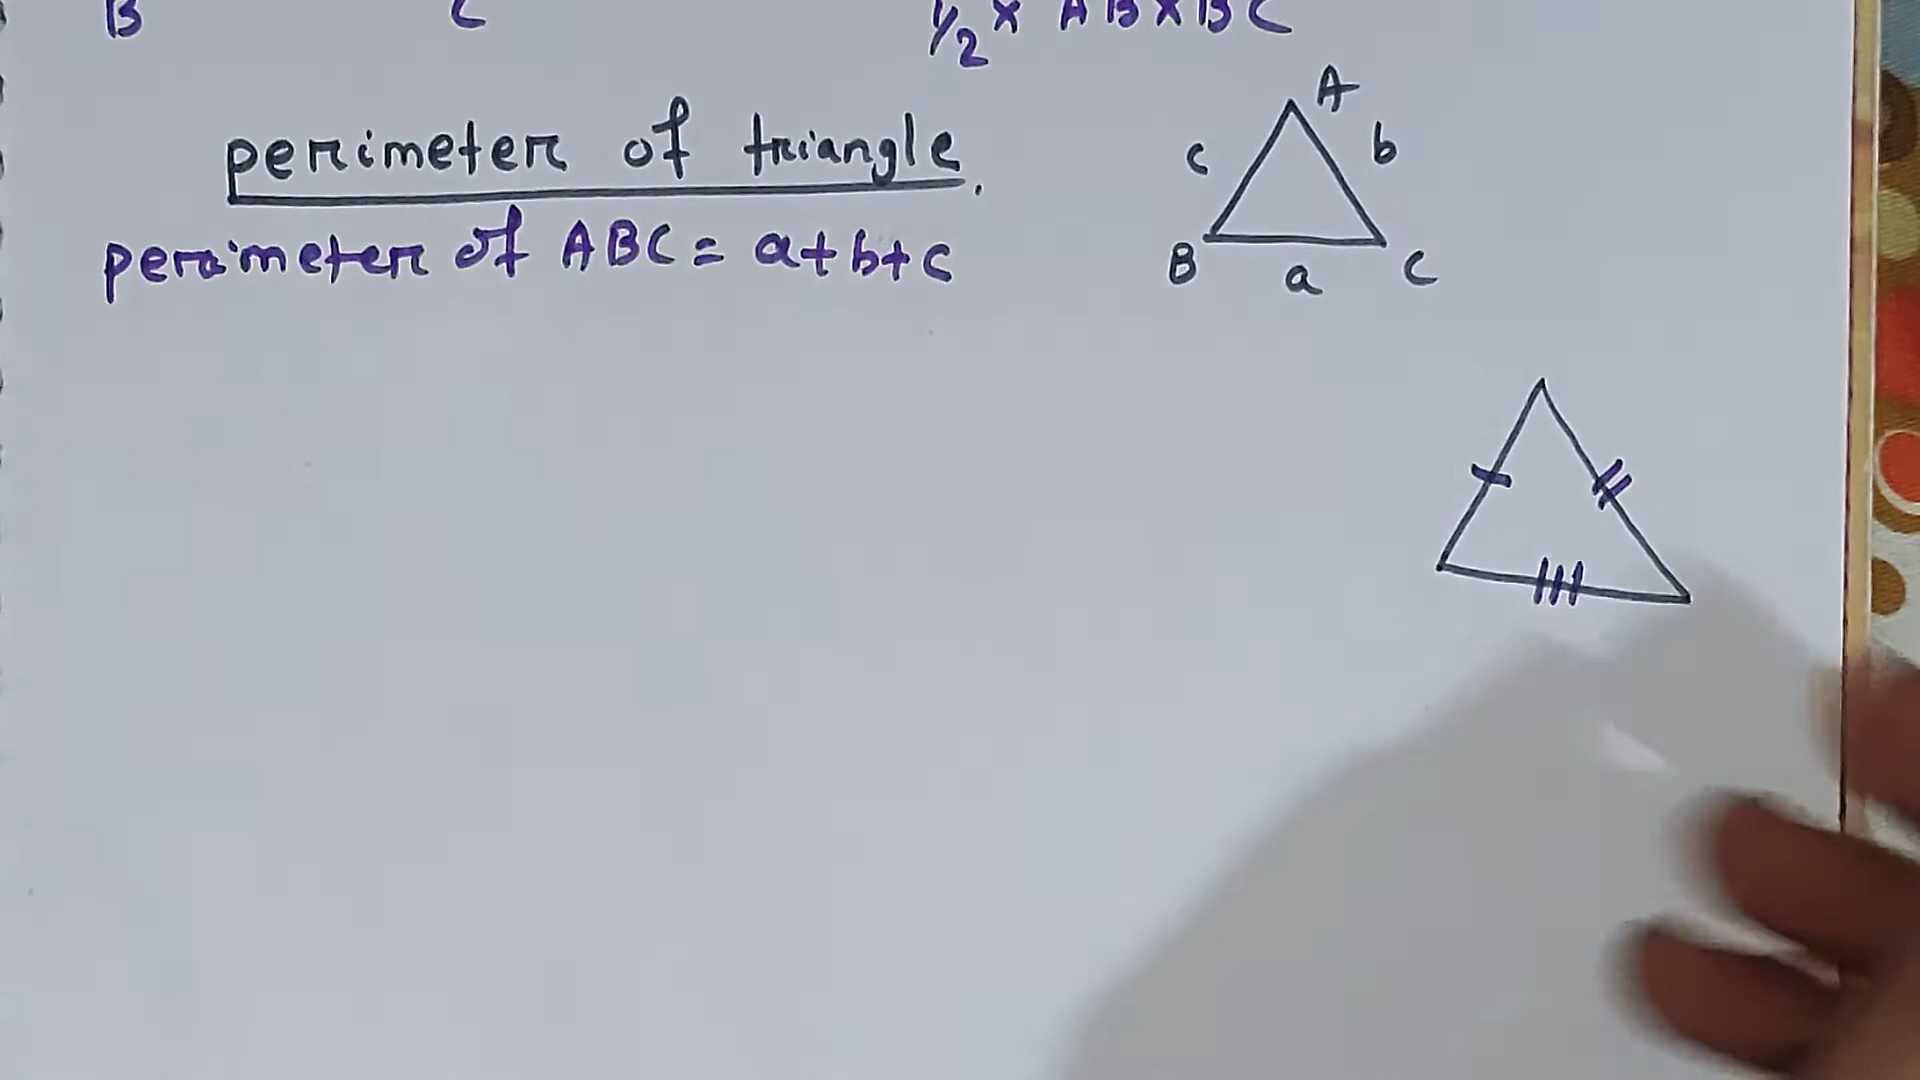 B C 1/2 × AB×BC
perimeter of triangle.
perimeter of ABC = a+b+c
A
c b
B a C